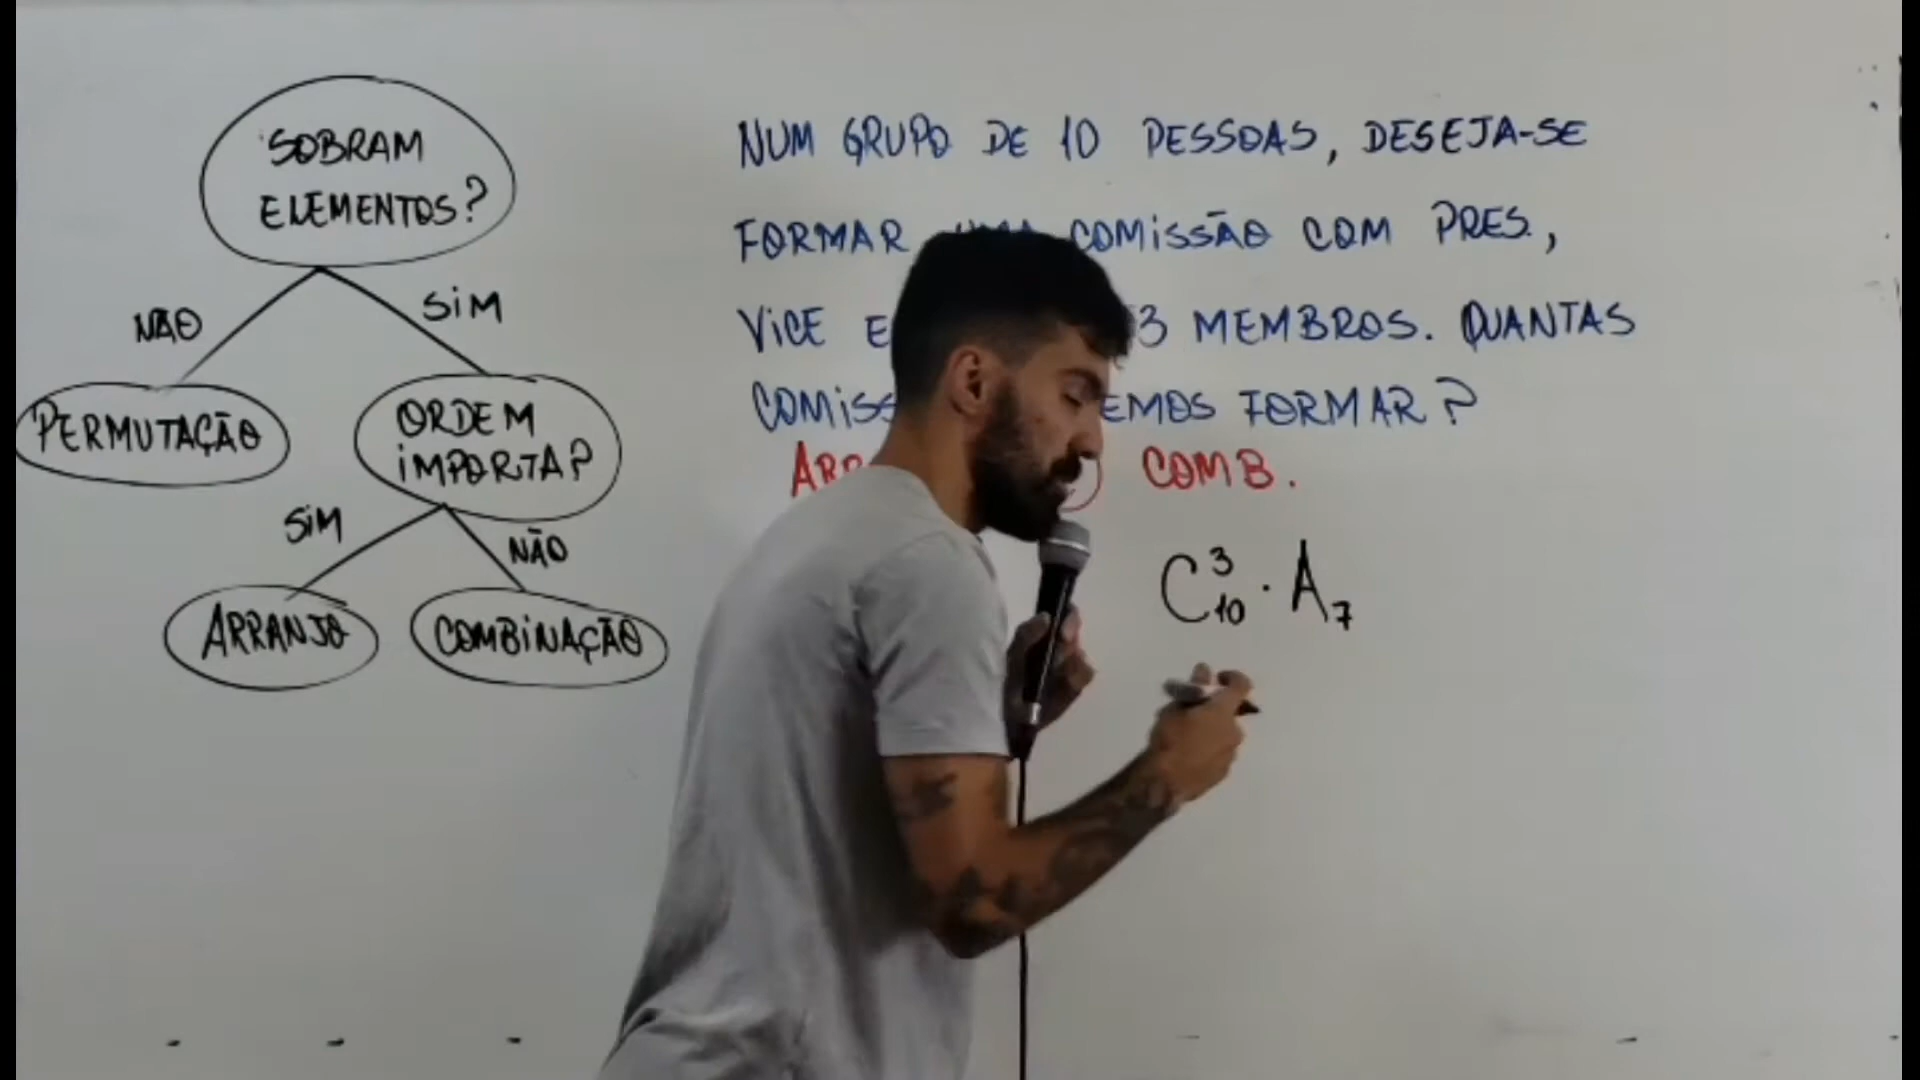 SOBRAM
ELEMENTOS?
NÃO
SIM
PERMUTAÇÃO
ORDEM
IMPORTA?
SIM
NÃO
ARRANJO
COMBINAÇÃO
NUM GRUPO DE 10 PESSOAS, DESEJA-SE
FORMAR COMISSÃO COM PRES.,
VICE E 3 MEMBROS. QUANTAS
FORMAR?
COMB.
C 3 10 · A 7